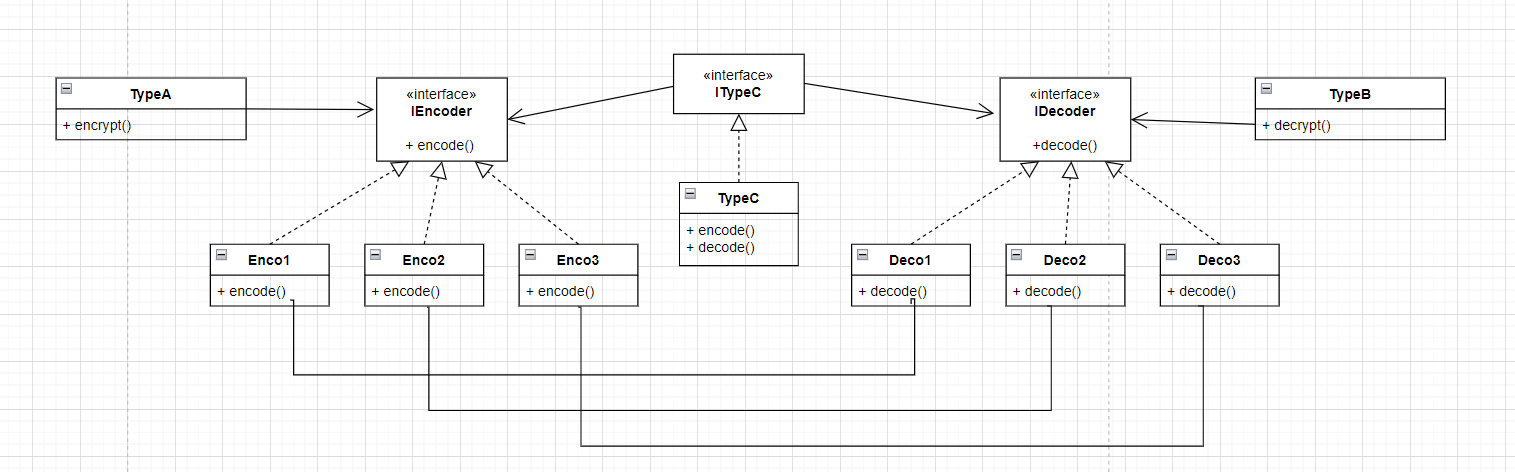 TypeA
+ encrypt()
«interface»
IEncoder
+ encode()
«interface»
ITypeC
«interface»
IDecoder
+decode()
TypeB
+ decrypt()
TypeC
+ encode()
+ decode()
Enco1
+ encode()
Enco2
+ encode()
Enco3
+ encode()
Deco1
+ decode()
Deco2
+ decode()
Deco3
+ decode()